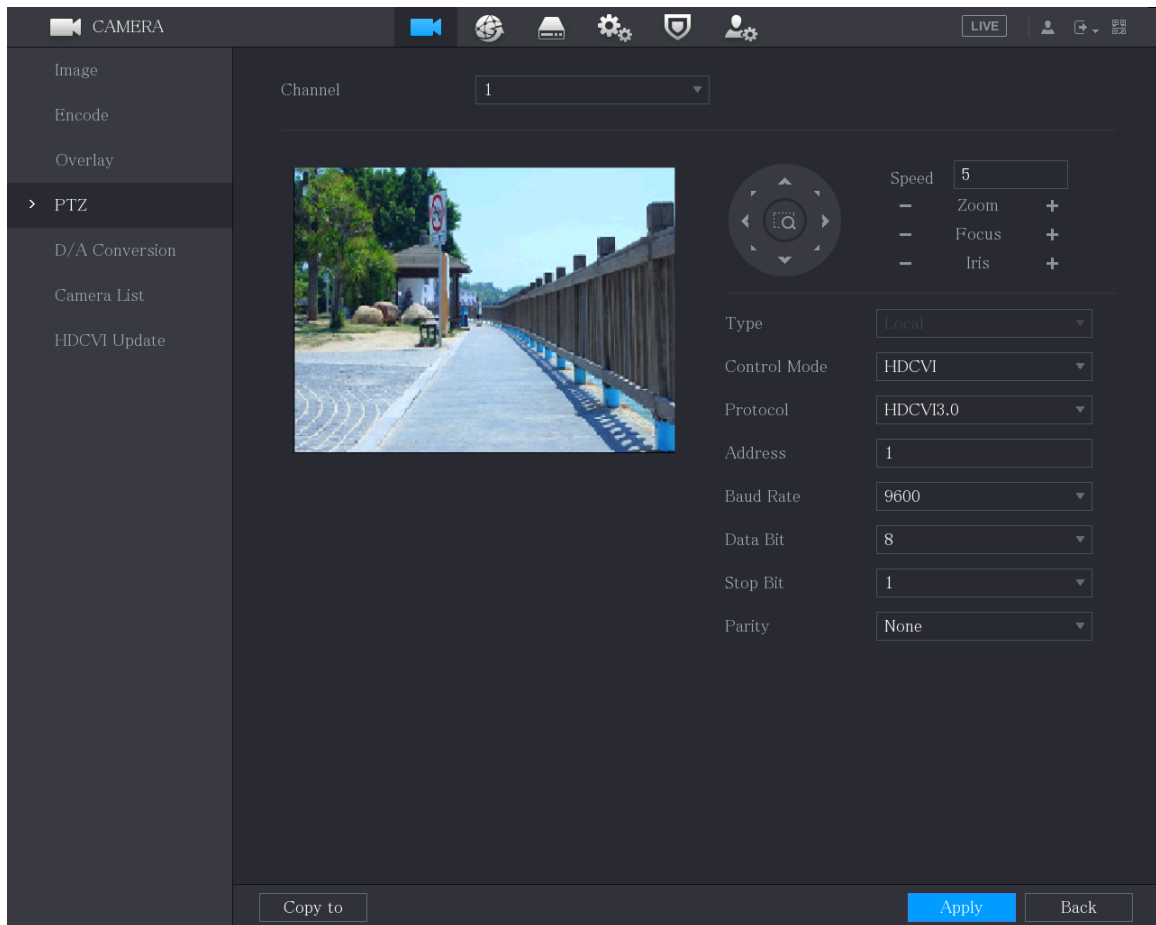 CAMERA
LIVE
Image
Encode
Overlay
PTZ
D/A Conversion
Camera List
HDCVI Update
Channel 1
Speed 5
Zoom
Focus
Iris
Type Local
Control Mode HDCVI
Protocol HDCVI3.0
Address 1
Baud Rate 9600
Data Bit 8
Stop Bit 1
Parity None
Copy to Apply Back